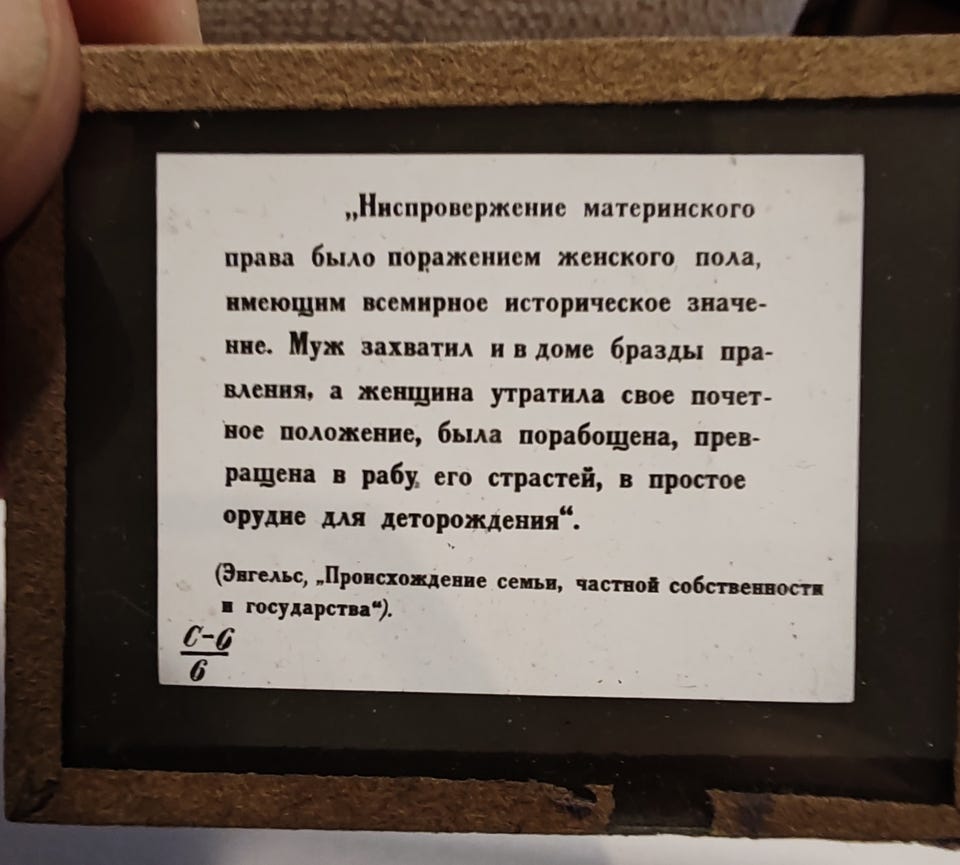 „Ниспровержение материнского
права было поражением женского пола,
имеющим всемирное историческое значе-
ние. Муж захватил и в доме бразды пра-
вления, а женщина утратила свое почет-
ное положение, была порабощена, прев-
ращена в рабу его страстей, в простое
орудие для деторождения“.
(Энгельс, „Происхождение семьи, частной собственности
и государства“).
С-6
6